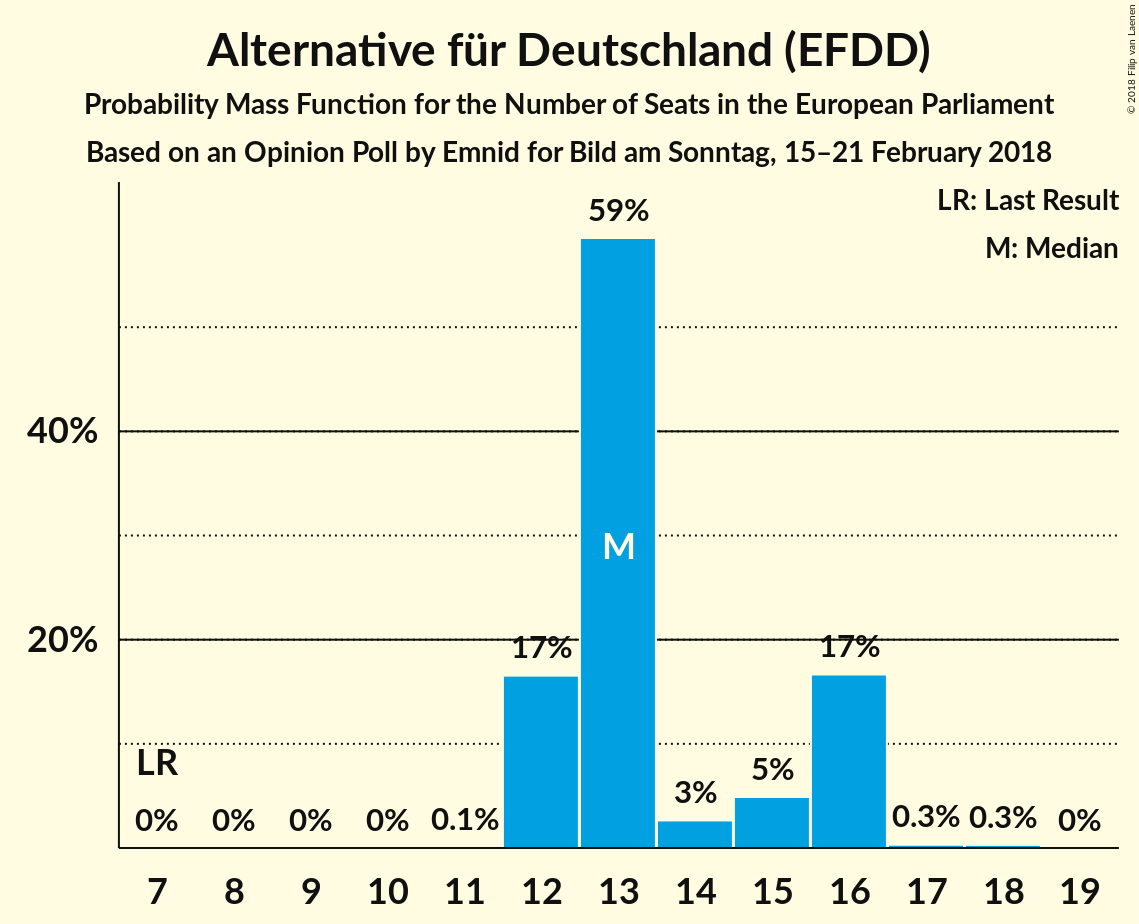 Alternative für Deutschland (EFDD)
Probability Mass Function for the Number of Seats in the European Parliament
Based on an Opinion Poll by Emnid for Bild am Sonntag, 15–21 February 2018
© 2018 Filip van Laenen
LR: Last Result
M: Median
59%
40%
M
20%
17%
17%
LR
5%
3%
0%
0%
0%
0%
0.1%
0.3%
0.3%
0%
7 8 9 10 11 12 13 14 15 16 17 18 19